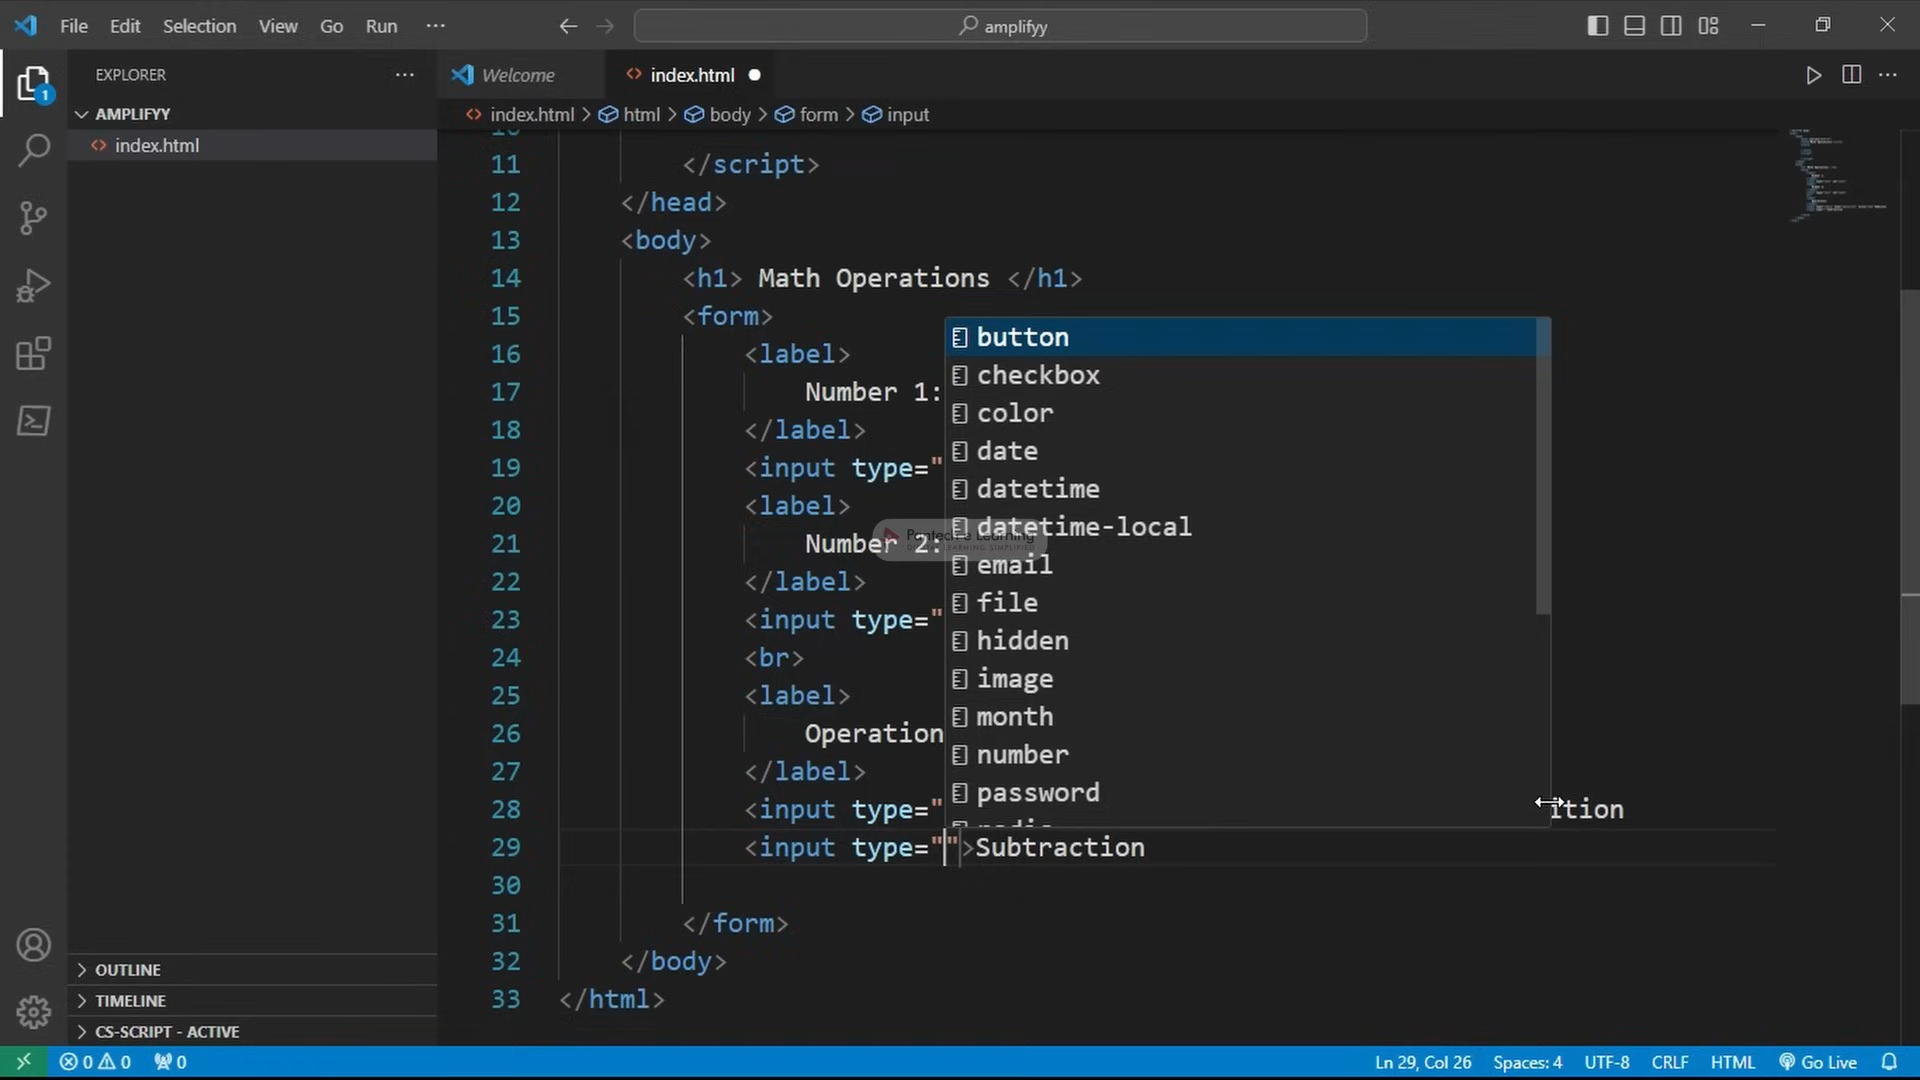 File Edit Selection View Go Run ··· amplifyy
EXPLORER ···
AMPLIFYY
index.html
1
Welcome index.html
index.html > html > body > form > input
11 </script>
12 </head>
13 <body>
14 <h1> Math Operations </h1>
15 <form>
16 <label>
17 Number 1:
18 </label>
19 <input type="
20 <label>
21 Number 2:
22 </label>
23 <input type="
24 <br>
25 <label>
26 Operation
27 </label>
28 <input type=" ition
29 <input type="">Subtraction
30
31 </form>
32 </body>
33 </html>
button
checkbox
color
date
datetime
datetime-local
email
file
hidden
image
month
number
password
OUTLINE
TIMELINE
CS-SCRIPT - ACTIVE
0 0 0 Ln 29, Col 26 Spaces: 4 UTF-8 CRLF HTML Go Live